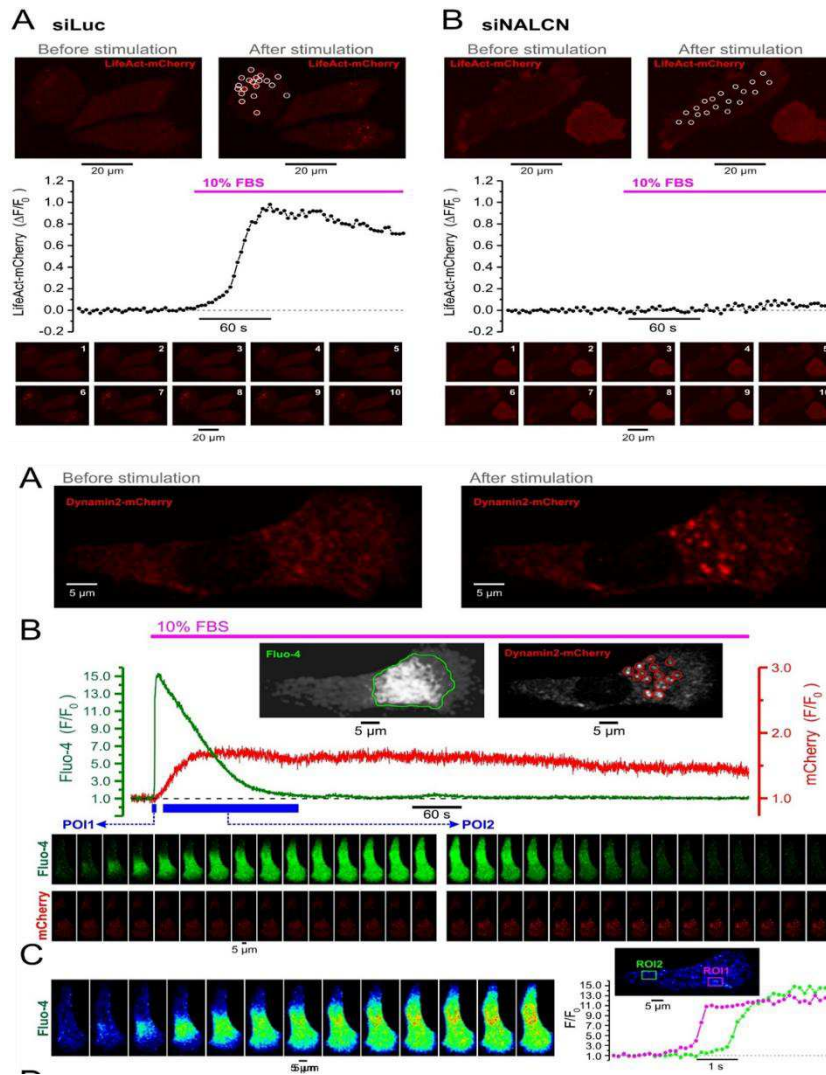 A siLuc
Before stimulation After stimulation
LifeAct-mCherry LifeAct-mCherry
20 µm 20 µm
10% FBS
LifeAct-mCherry (ΔF/F0)
1.2
1.0
0.8
0.6
0.4
0.2
0.0
-0.2
60 s
1 2 3 4 5
6 7 8 9 10
20 µm
B siNALCN
Before stimulation After stimulation
LifeAct-mCherry LifeAct-mCherry
20 µm 20 µm
10% FBS
LifeAct-mCherry (ΔF/F0)
1.2
1.0
0.8
0.6
0.4
0.2
0.0
-0.2
60 s
1 2 3 4
6 7 8 9
20 µm
A Before stimulation After stimulation
Dynamin2-mCherry Dynamin2-mCherry
5 µm 5 µm
B 10% FBS
Fluo-4 Dynamin2-mCherry
5 µm 5 µm
Fluo-4 (F/F0)
15.0
13.0
11.0
9.0
7.0
5.0
3.0
1.0
mCherry (F/F0)
3.0
2.0
1.0
60 s
POI1 POI2
Fluo-4
mCherry
5 µm
C
Fluo-4
ROI2 ROI1
5 µm
F/F0
15.0
13.0
11.0
9.0
7.0
5.0
3.0
1.0
1 s